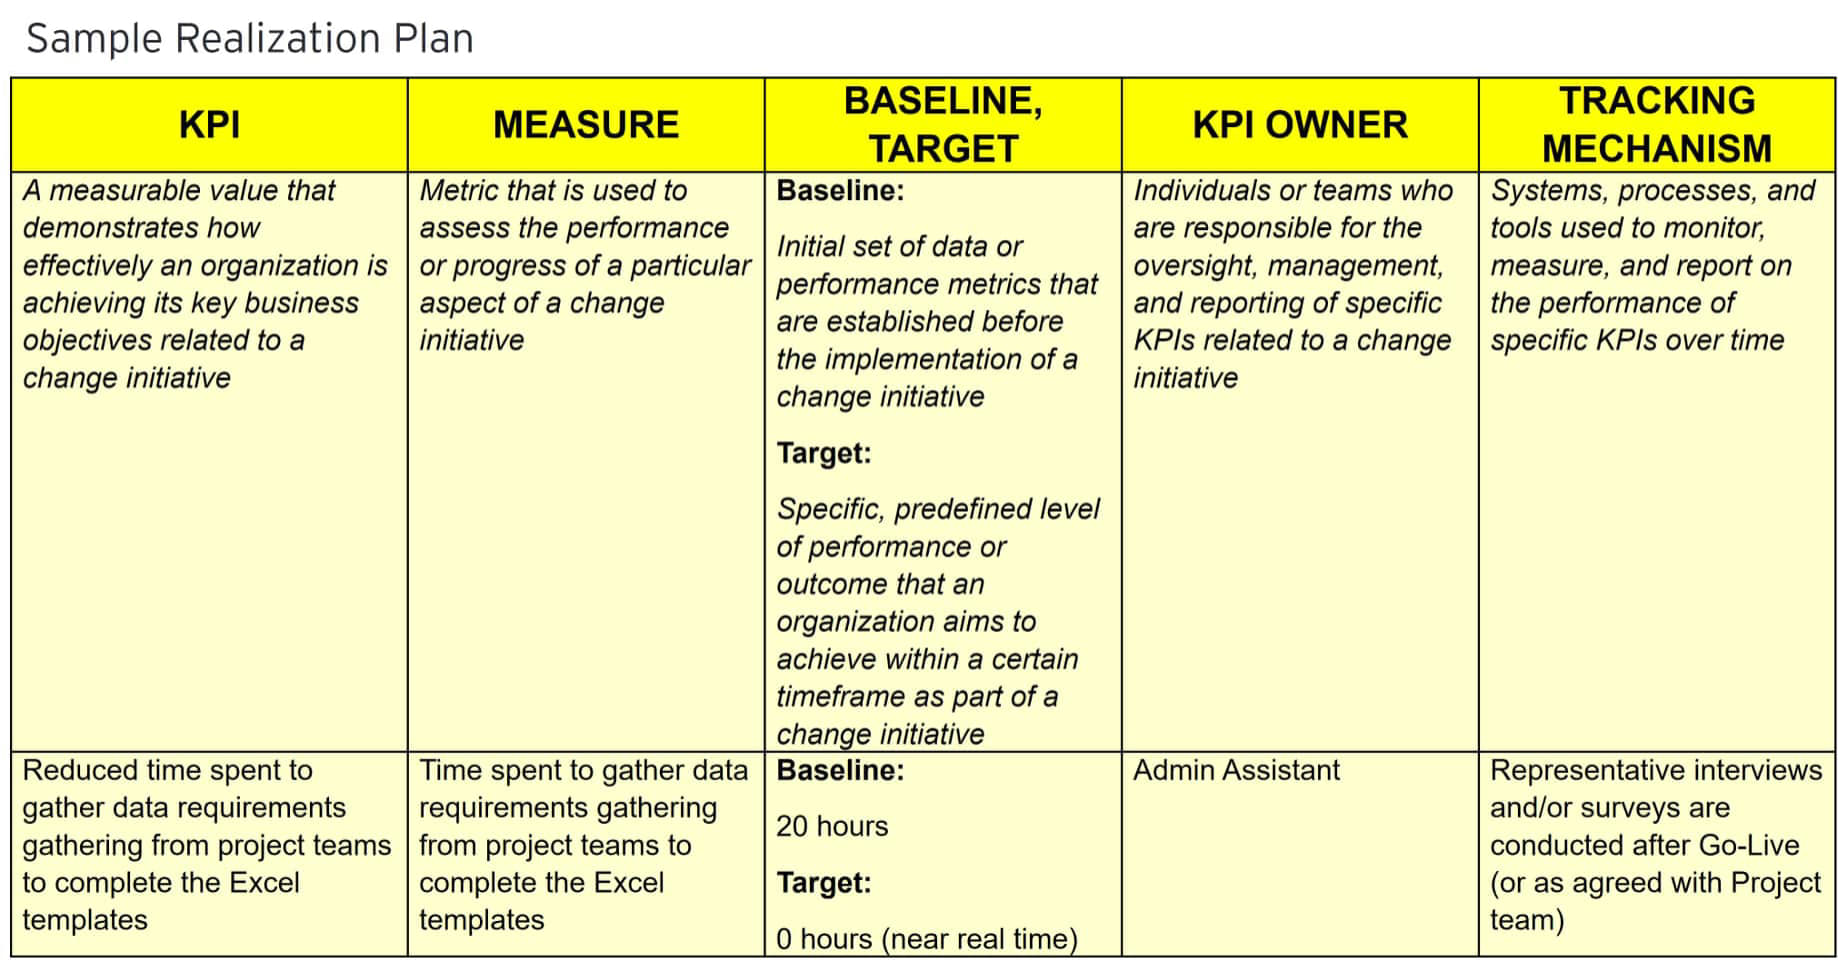 Sample Realization Plan
KPI
MEASURE
BASELINE,
TARGET
KPI OWNER
TRACKING
MECHANISM
A measurable value that
demonstrates how
effectively an organization is
achieving its key business
objectives related to a
change initiative
Metric that is used to
assess the performance
or progress of a particular
aspect of a change
initiative
Baseline:
Initial set of data or
performance metrics that
are established before
the implementation of a
change initiative
Target:
Specific, predefined level
of performance or
outcome that an
organization aims to
achieve within a certain
timeframe as part of a
change initiative
Individuals or teams who
are responsible for the
oversight, management,
and reporting of specific
KPIs related to a change
initiative
Systems, processes, and
tools used to monitor,
measure, and report on
the performance of
specific KPIs over time
Reduced time spent to
gather data requirements
gathering from project teams
to complete the Excel
templates
Time spent to gather data
requirements gathering
from project teams to
complete the Excel
templates
Baseline:
20 hours
Target:
0 hours (near real time)
Admin Assistant
Representative interviews
and/or surveys are
conducted after Go-Live
(or as agreed with Project
team)